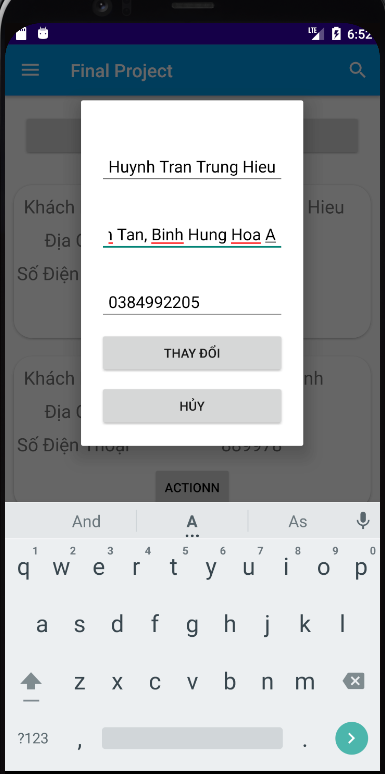 LTE 6:52
Final Project
Huynh Tran Trung Hieu
Khách Hieu
Tan, Binh Hung Hoa A
Địa C
Số Điện
0384992205
THAY ĐỔI
Khách nh
HỦY
Địa C
Số Điện Thoại 889976
ACTIONN
And A As
1 2 3 4 5 6 7 8 9 0
q w e r t y u i o p
a s d f g h j k l
z x c v b n m
?123 , .